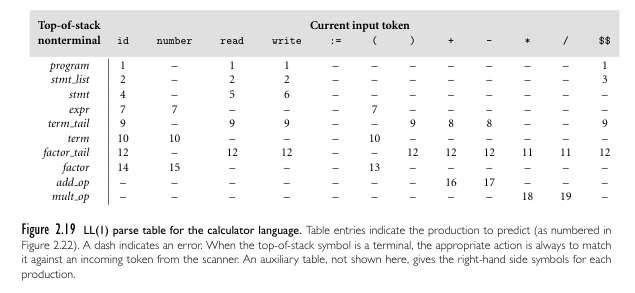 Top-of-stack Current input token
nonterminal id number read write := ( ) + - * / $$
program 1 – 1 1 – – – – – – – 1
stmt_list 2 – 2 2 – – – – – – – 3
stmt 4 – 5 6 – – – – – – – –
expr 7 7 – – – 7 – – – – – –
term_tail 9 – 9 9 – – 9 8 8 – – 9
term 10 10 – – – 10 – – – – – –
factor_tail 12 – 12 12 – – 12 12 12 11 11 12
factor 14 15 – – – 13 – – – – – –
add_op – – – – – – – 16 17 – – –
mult_op – – – – – – – – – 18 19 –
Figure 2.19 LL(1) parse table for the calculator language. Table entries indicate the production to predict (as numbered in
Figure 2.22). A dash indicates an error. When the top-of-stack symbol is a terminal, the appropriate action is always to match
it against an incoming token from the scanner. An auxiliary table, not shown here, gives the right-hand side symbols for each
production.